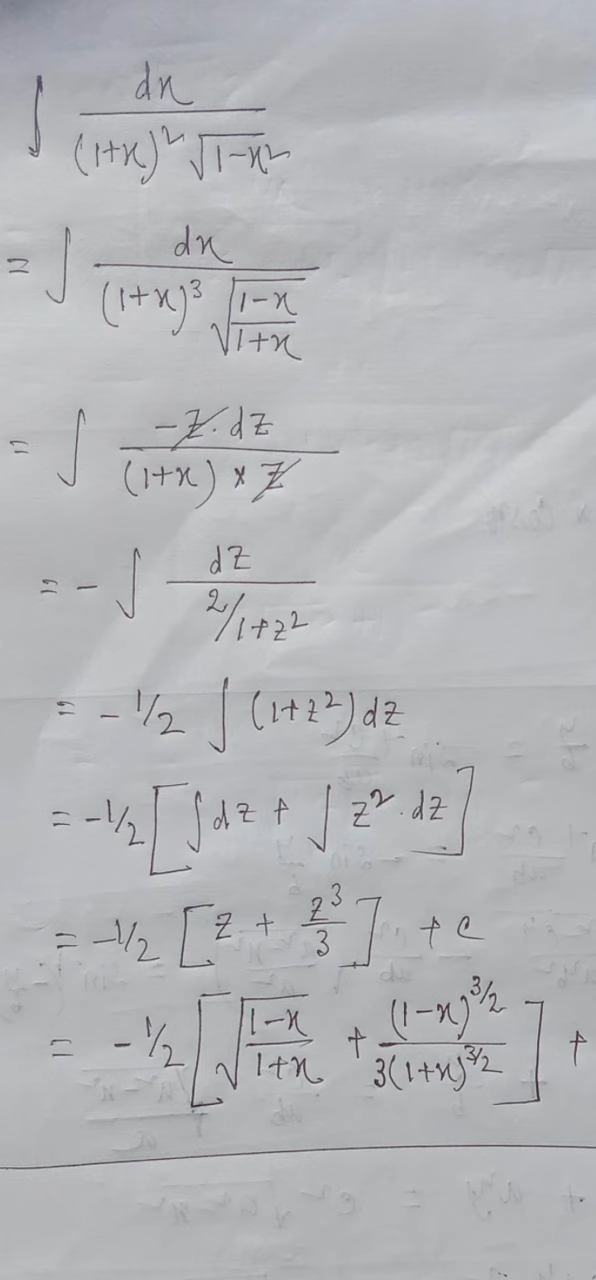 ∫ dx / ((1+x)² √(1-x²))
= ∫ dx / ((1+x)³ √((1-x)/(1+x)))
= ∫ -z·dz / ((1+x) × z)
= - ∫ dz / (2/1+z²)
= -1/2 ∫ (1+z²) dz
= -1/2 [∫dz + ∫ z².dz]
= -1/2 [z + z³/3] + c
= -1/2 [√((1-x)/(1+x)) + (1-x)^3/2 / 3(1+x)^3/2] +